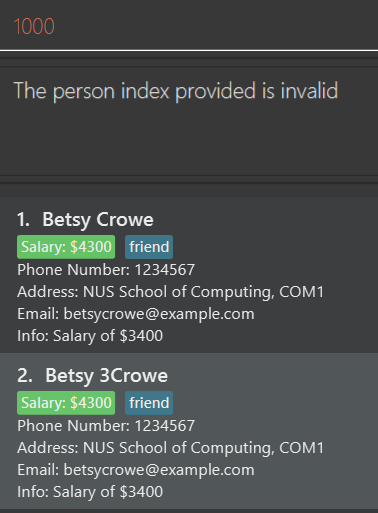 1000
The person index provided is invalid
1. Betsy Crowe
Salary: $4300 friend
Phone Number: 1234567
Address: NUS School of Computing, COM1
Email: betsycrowe@example.com
Info: Salary of $3400
2. Betsy 3Crowe
Salary: $4300 friend
Phone Number: 1234567
Address: NUS School of Computing, COM1
Email: betsycrowe@example.com
Info: Salary of $3400